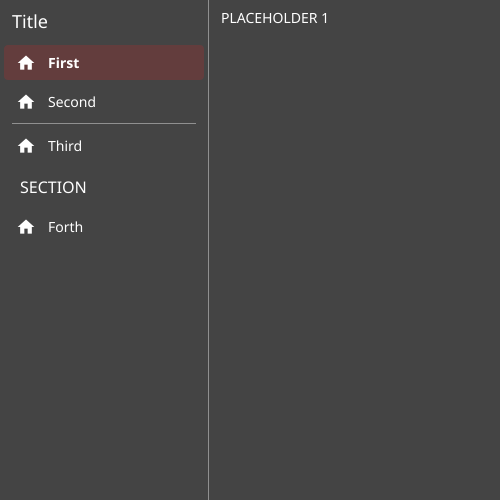 Title
First
Second
Third
SECTION
Forth
PLACEHOLDER 1